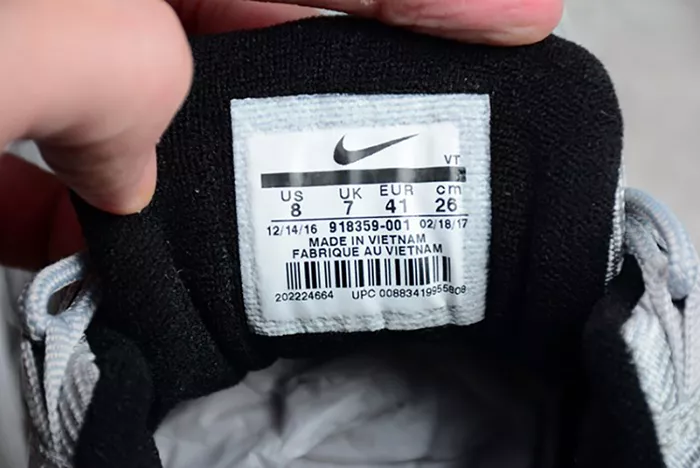 VT
US UK EUR cm
8 7 41 26
12/14/16 918359-001 02/18/17
MADE IN VIETNAM
FABRIQUE AU VIETNAM
202224664 UPC 00883419955808